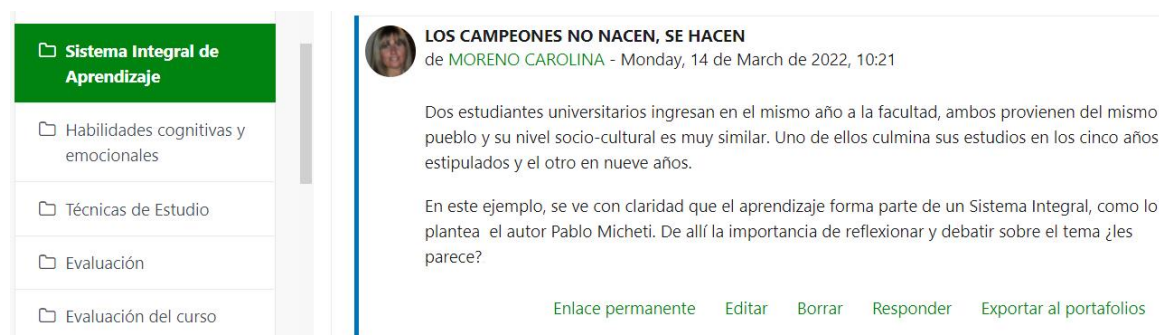 Sistema Integral de
Aprendizaje
Habilidades cognitivas y
emocionales
Técnicas de Estudio
Evaluación
Evaluación del curso
LOS CAMPEONES NO NACEN, SE HACEN
de MORENO CAROLINA - Monday, 14 de March de 2022, 10:21
Dos estudiantes universitarios ingresan en el mismo año a la facultad, ambos provienen del mismo
pueblo y su nivel socio-cultural es muy similar. Uno de ellos culmina sus estudios en los cinco años
estipulados y el otro en nueve años.
En este ejemplo, se ve con claridad que el aprendizaje forma parte de un Sistema Integral, como lo
plantea el autor Pablo Micheti. De allí la importancia de reflexionar y debatir sobre el tema ¿les
parece?
Enlace permanente Editar Borrar Responder Exportar al portafolios